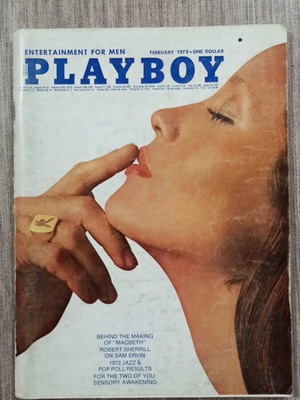 ENTERTAINMENT FOR MEN FEBRUARY 1972 • ONE DOLLAR
PLAYBOY
BEHIND THE MAKING
OF "MACBETH"
ROBERT SHERRILL
ON SAM ERVIN
1972 JAZZ &
POP POLL RESULTS
FOR THE TWO OF YOU:
SENSORY AWAKENING